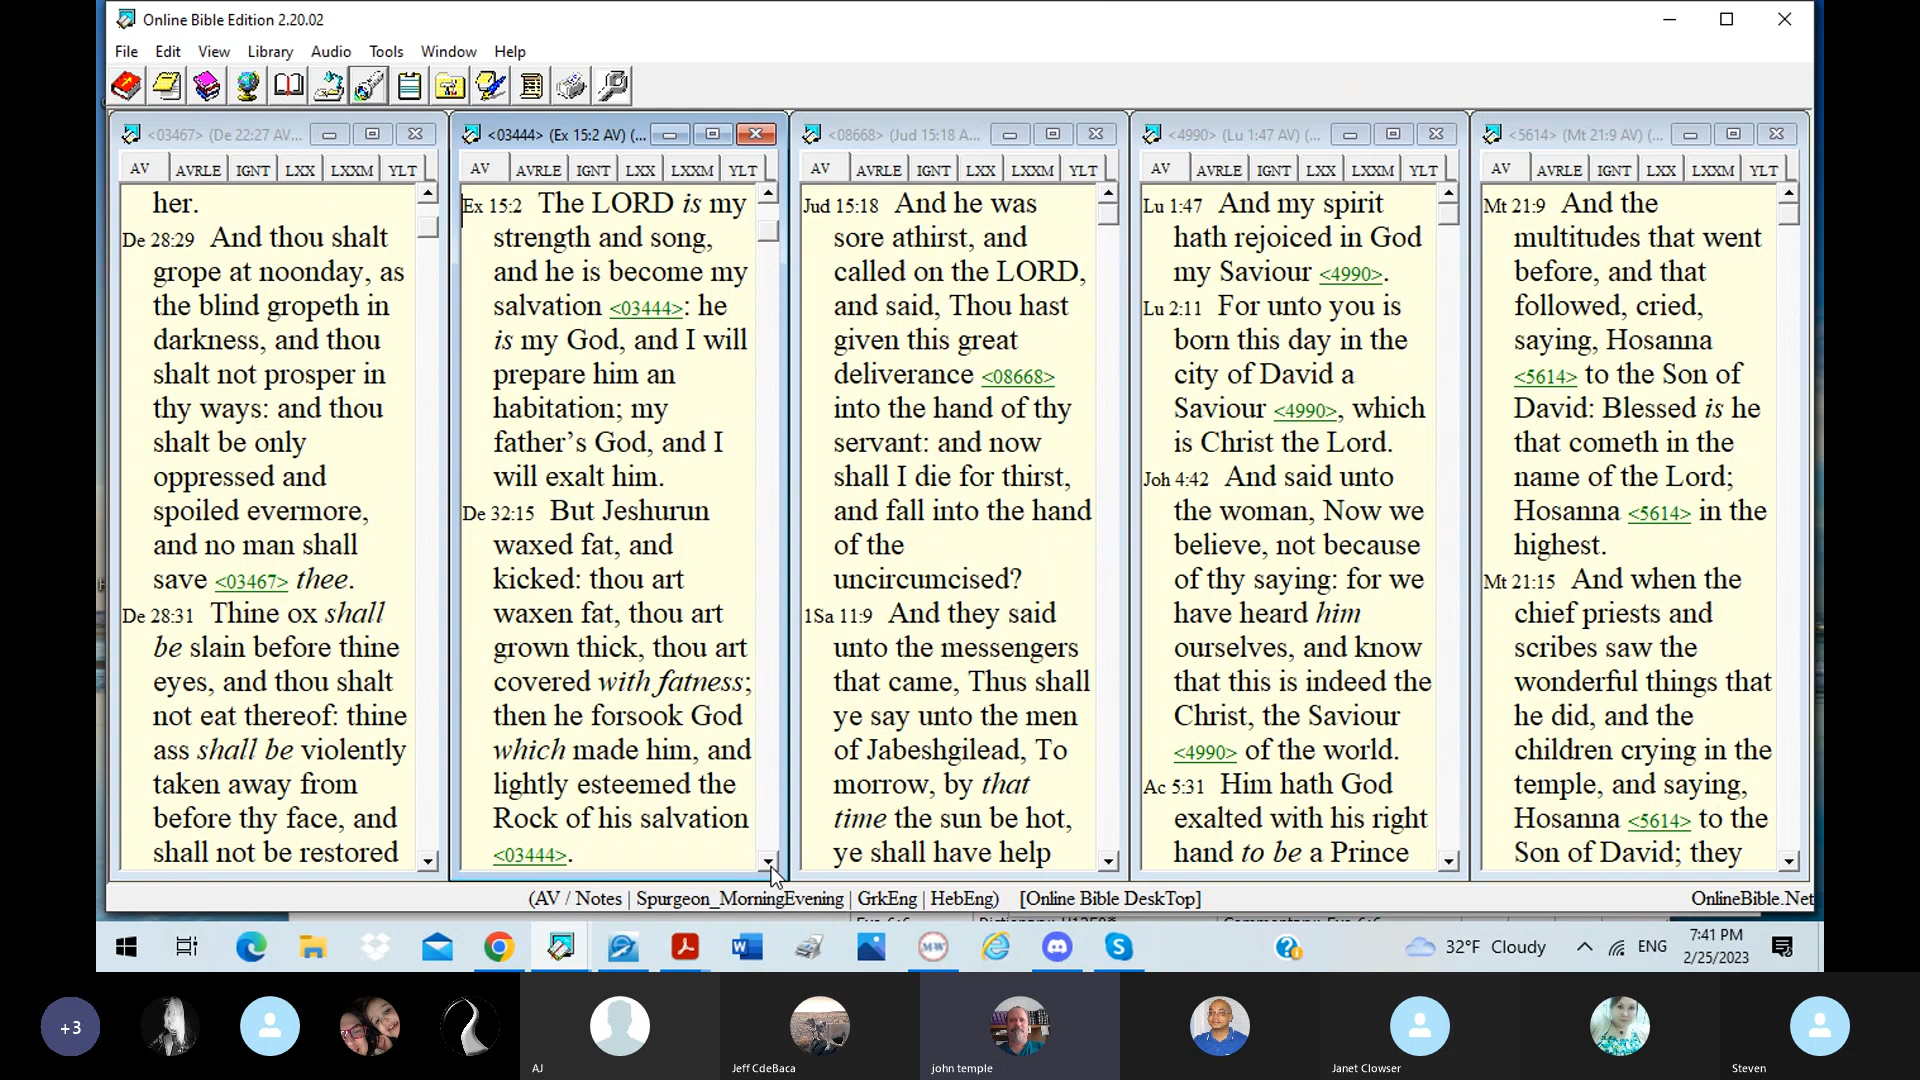 Online Bible Edition 2.20.02
File Edit View Library Audio Tools Window Help
<03467> (De 22:27 AV...
AV AVRLE IGNT LXX LXXM YLT
her.
De 28:29 And thou shalt
grope at noonday, as
the blind gropeth in
darkness, and thou
shalt not prosper in
thy ways: and thou
shalt be only
oppressed and
spoiled evermore,
and no man shall
save <03467> thee.
De 28:31 Thine ox shall
be slain before thine
eyes, and thou shalt
not eat thereof: thine
ass shall be violently
taken away from
before thy face, and
shall not be restored
<03444> (Ex 15:2 AV) (...
AV AVRLE IGNT LXX LXXM YLT
Ex 15:2 The LORD is my
strength and song,
and he is become my
salvation <03444>: he
is my God, and I will
prepare him an
habitation; my
father’s God, and I
will exalt him.
De 32:15 But Jeshurun
waxed fat, and
kicked: thou art
waxen fat, thou art
grown thick, thou art
covered with fatness;
then he forsook God
which made him, and
lightly esteemed the
Rock of his salvation
<03444>.
<08668> (Jud 15:18 A...
AV AVRLE IGNT LXX LXXM YLT
Jud 15:18 And he was
sore athirst, and
called on the LORD,
and said, Thou hast
given this great
deliverance <08668>
into the hand of thy
servant: and now
shall I die for thirst,
and fall into the hand
of the
uncircumcised?
1Sa 11:9 And they said
unto the messengers
that came, Thus shall
ye say unto the men
of Jabeshgilead, To
morrow, by that
time the sun be hot,
ye shall have help
<4990> (Lu 1:47 AV) (...
AV AVRLE IGNT LXX LXXM YLT
Lu 1:47 And my spirit
hath rejoiced in God
my Saviour <4990>.
Lu 2:11 For unto you is
born this day in the
city of David a
Saviour <4990>, which
is Christ the Lord.
Joh 4:42 And said unto
the woman, Now we
believe, not because
of thy saying: for we
have heard him
ourselves, and know
that this is indeed the
Christ, the Saviour
<4990> of the world.
Ac 5:31 Him hath God
exalted with his right
hand to be a Prince
<5614> (Mt 21:9 AV) (...
AV AVRLE IGNT LXX LXXM YLT
Mt 21:9 And the
multitudes that went
before, and that
followed, cried,
saying, Hosanna
<5614> to the Son of
David: Blessed is he
that cometh in the
name of the Lord;
Hosanna <5614> in the
highest.
Mt 21:15 And when the
chief priests and
scribes saw the
wonderful things that
he did, and the
children crying in the
temple, and saying,
Hosanna <5614> to the
Son of David; they
(AV / Notes | Spurgeon_MorningEvening | GrkEng | HebEng) [Online Bible DeskTop]
OnlineBible.Net
32°F Cloudy
ENG
7:41 PM
2/25/2023
+3
AJ
Jeff CdeBaca
john temple
Janet Clowser
Steven